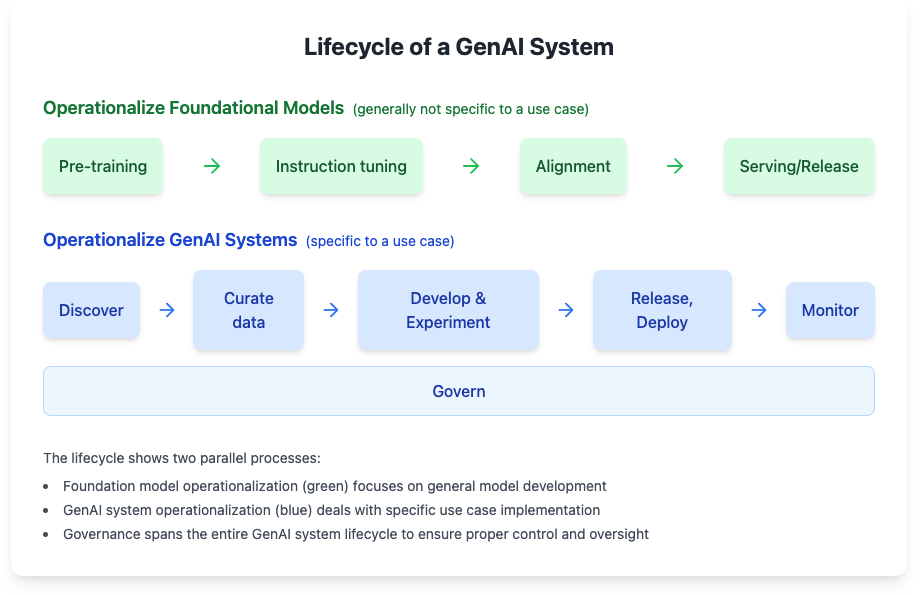 Lifecycle of a GenAI System
Operationalize Foundational Models (generally not specific to a use case)
Pre-training → Instruction tuning → Alignment → Serving/Release
Operationalize GenAI Systems (specific to a use case)
Discover → Curate data → Develop & Experiment → Release, Deploy → Monitor
Govern
The lifecycle shows two parallel processes:
• Foundation model operationalization (green) focuses on general model development
• GenAI system operationalization (blue) deals with specific use case implementation
• Governance spans the entire GenAI system lifecycle to ensure proper control and oversight